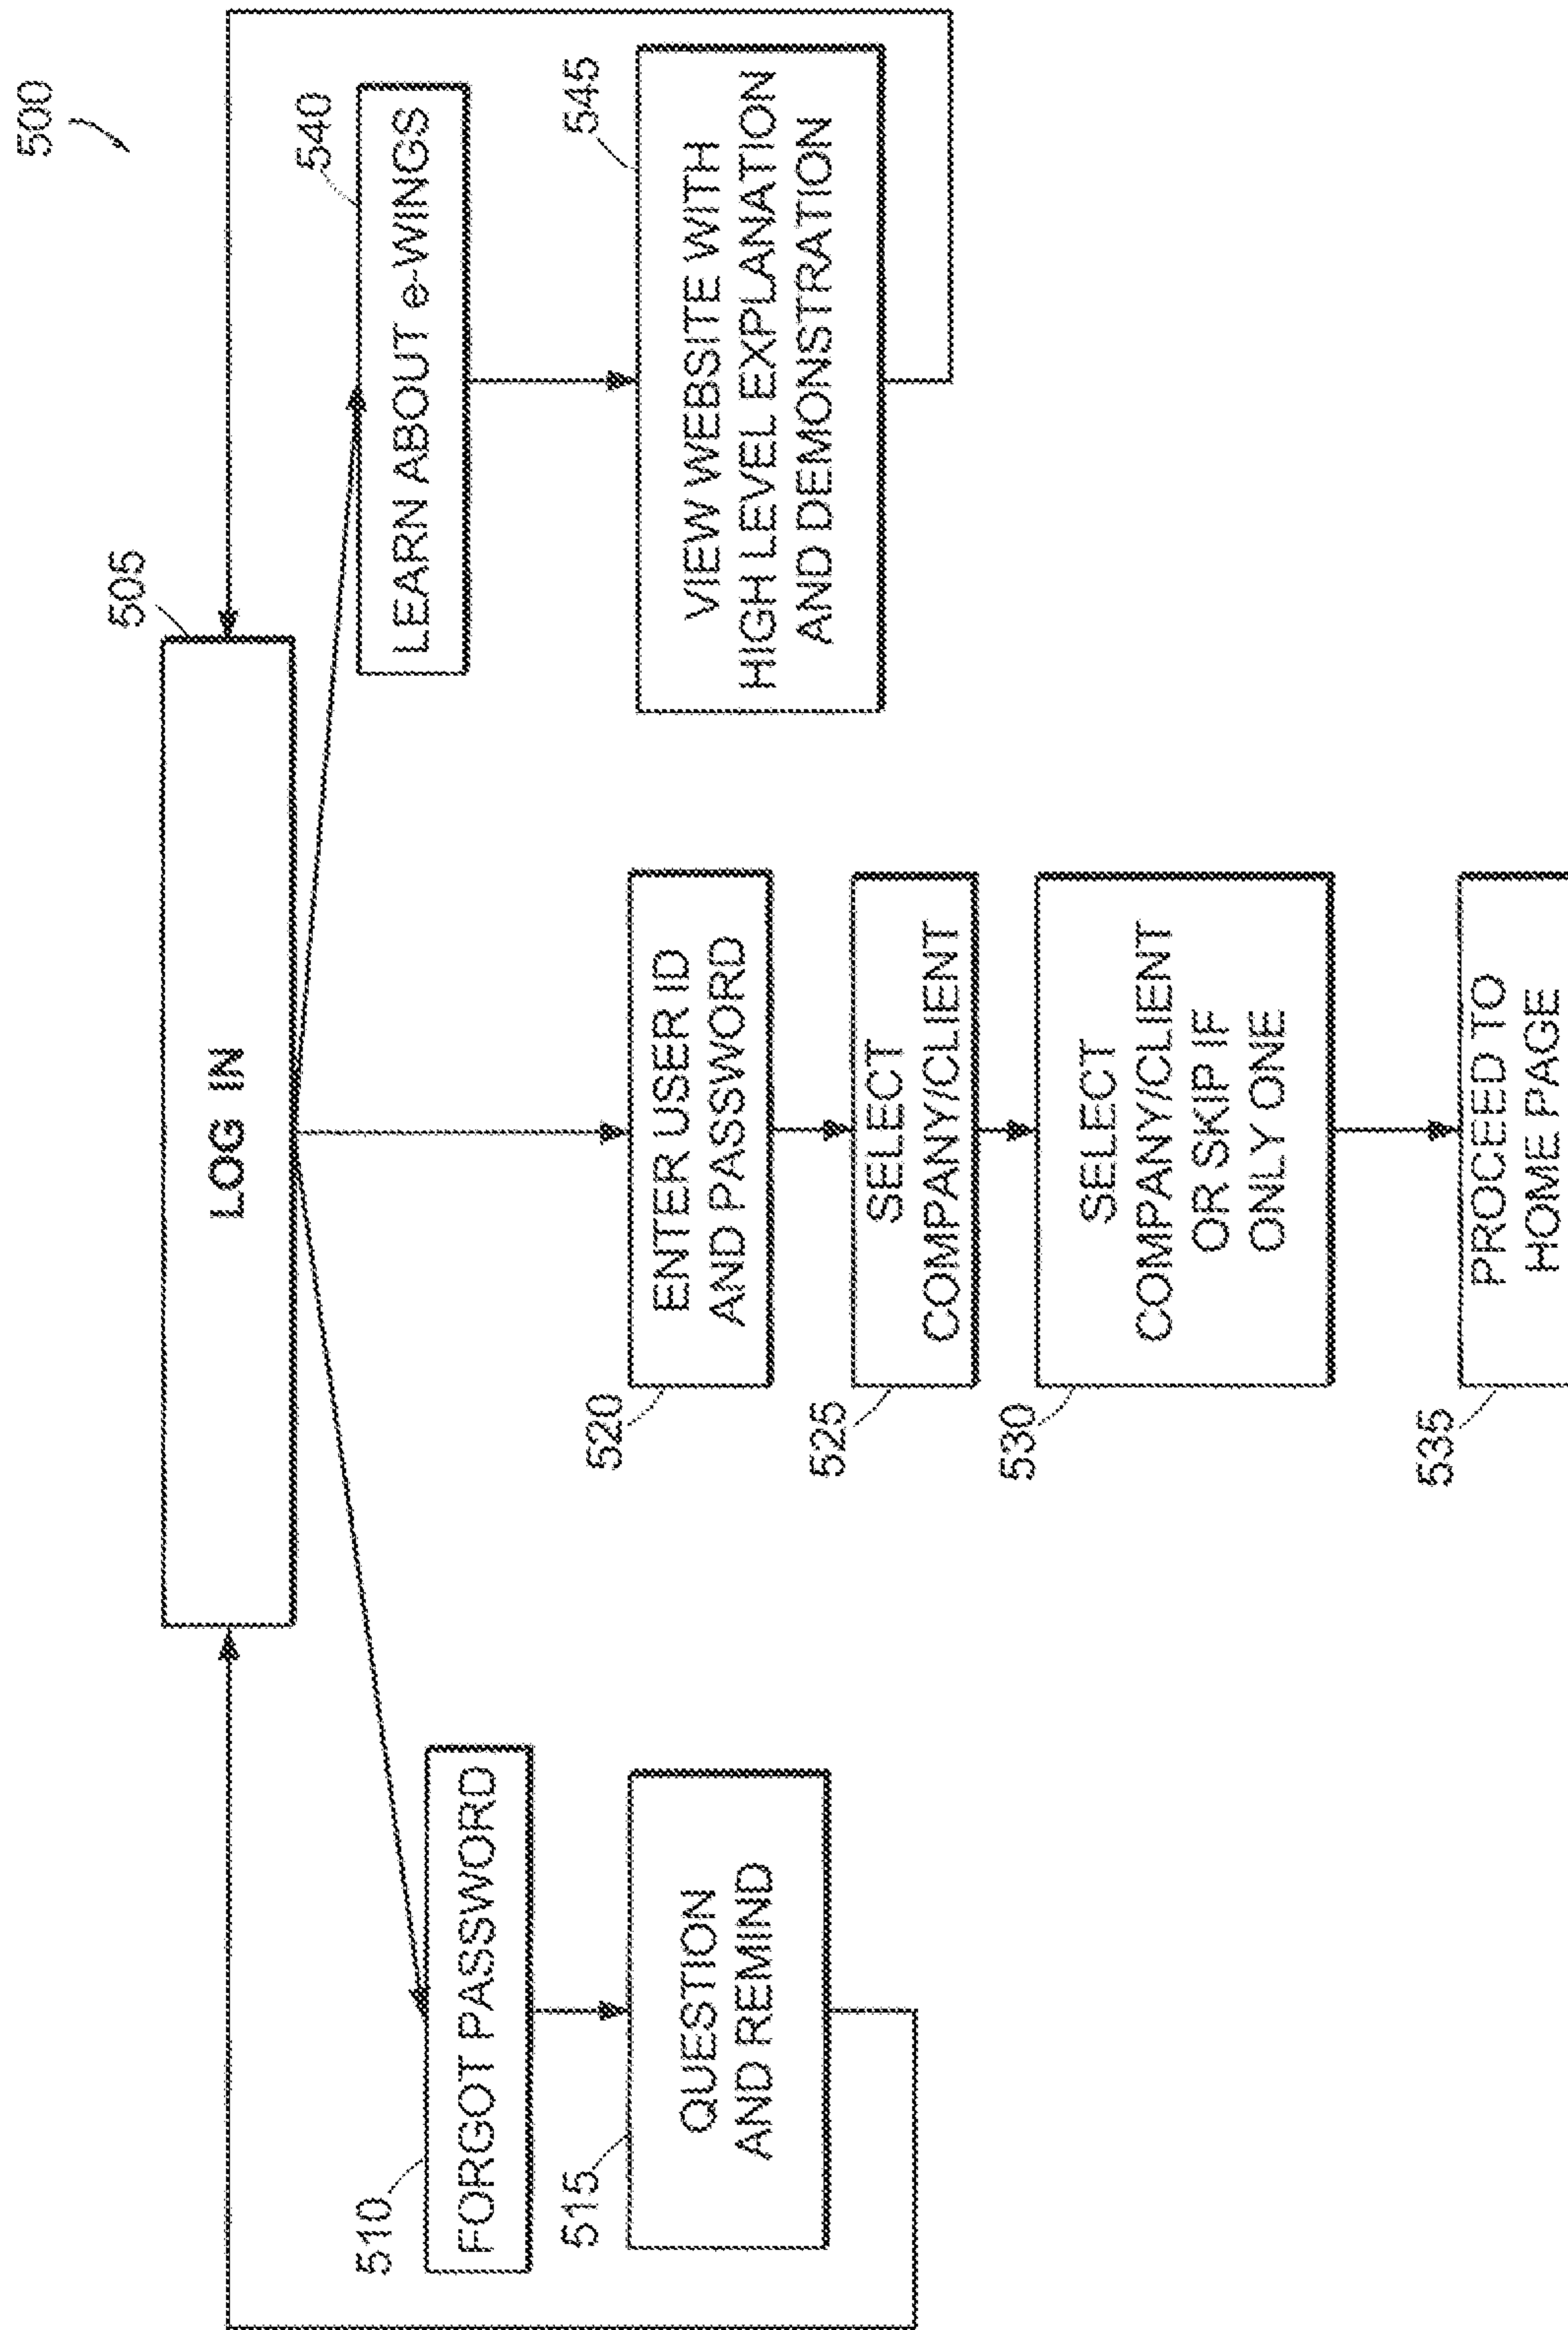 500
505
LOG IN
510
FORGOT PASSWORD
515
QUESTION
AND REMIND
520
ENTER USER ID
AND PASSWORD
525
SELECT
COMPANY/CLIENT
530
SELECT
COMPANY/CLIENT
OR SKIP IF
ONLY ONE
535
PROCEED TO
HOME PAGE
540
LEARN ABOUT e-WINGS
545
VIEW WEBSITE WITH
HIGH LEVEL EXPLANATION
AND DEMONSTRATION